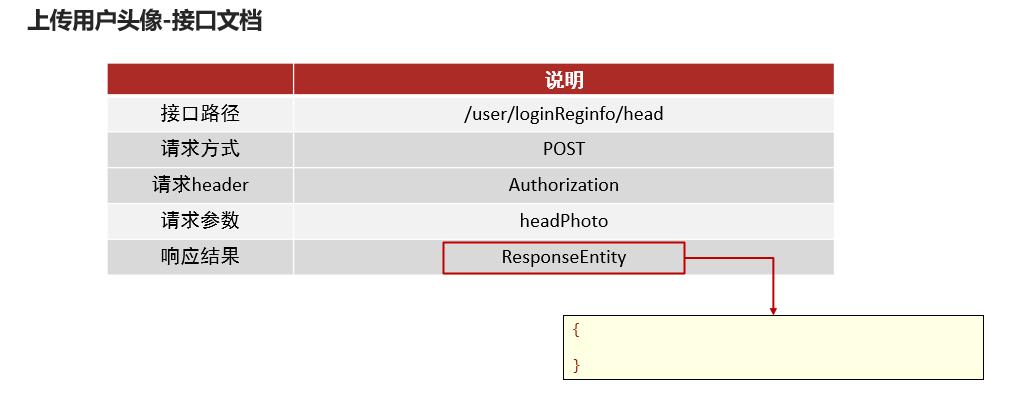 上传用户头像-接口文档
说明
接口路径 /user/loginReginfo/head
请求方式 POST
请求header Authorization
请求参数 headPhoto
响应结果 ResponseEntity
{
}